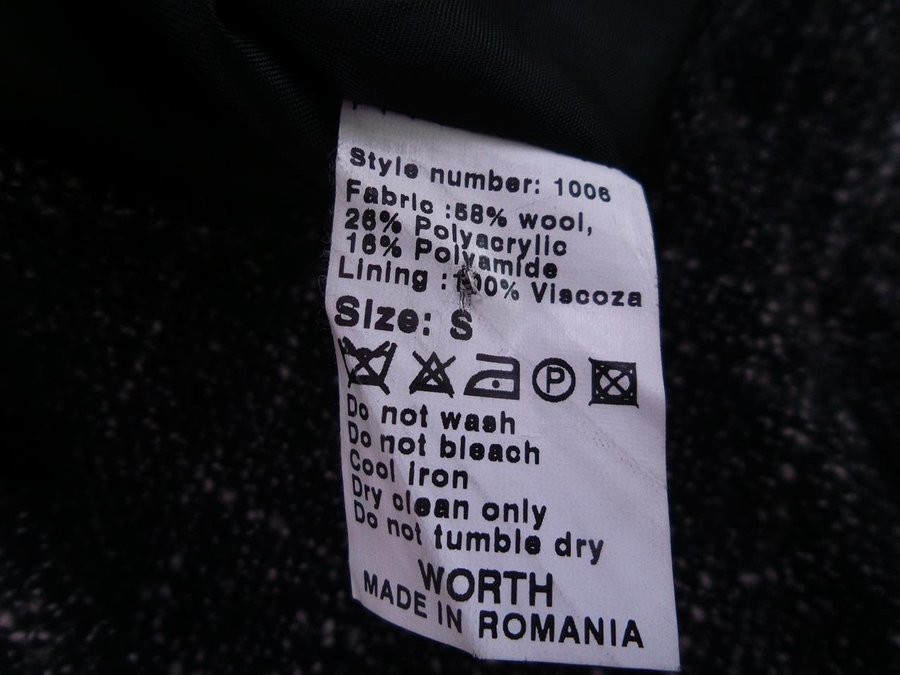 Style number: 1006
Fabric :58% wool,
26% Polyacrylic
16% Polyamide
Lining :100% Viscoza
Size: S
P
Do not wash
Do not bleach
Cool iron
Dry clean only
Do not tumble dry
WORTH
MADE IN ROMANIA